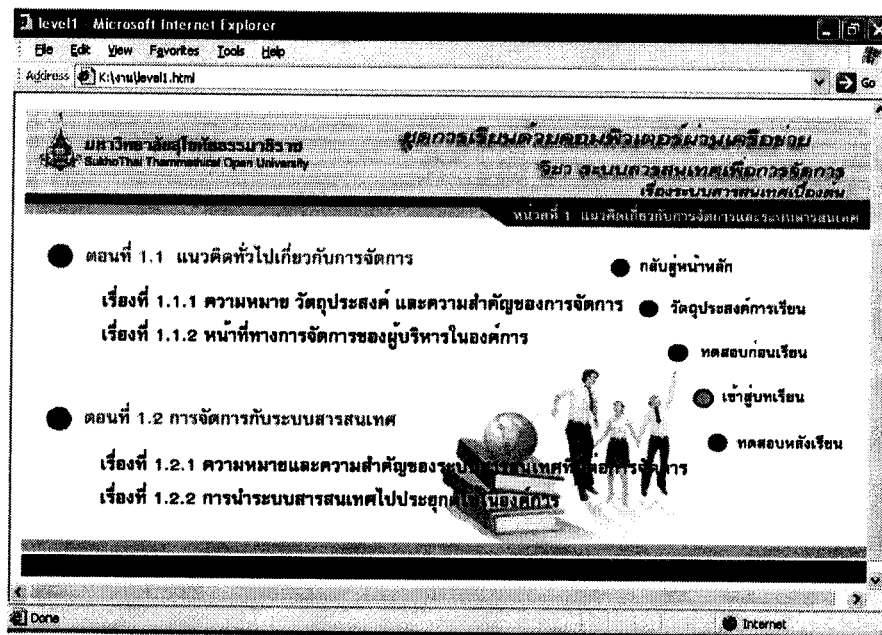 level1 - Microsoft Internet Explorer
File Edit View Favorites Tools Help
Address K:\งาน\level1.html Go
มหาวิทยาลัยสุโขทัยธรรมาธิราช
SukhoThai Thammathirat Open University
ชุดการเรียนด้วยคอมพิวเตอร์ผ่านเครือข่าย
วิชา ระบบสารสนเทศเพื่อการจัดการ
เรื่องระบบสารสนเทศเบื้องต้น
หน่วยที่ 1 แนวคิดเกี่ยวกับการจัดการและระบบสารสนเทศ
ตอนที่ 1.1 แนวคิดทั่วไปเกี่ยวกับการจัดการ
เรื่องที่ 1.1.1 ความหมาย วัตถุประสงค์ และความสำคัญของการจัดการ
เรื่องที่ 1.1.2 หน้าที่ทางการจัดการของผู้บริหารในองค์การ
ตอนที่ 1.2 การจัดการกับระบบสารสนเทศ
เรื่องที่ 1.2.1 ความหมายและความสำคัญของระบบสารสนเทศที่มีต่อการจัดการ
เรื่องที่ 1.2.2 การนำระบบสารสนเทศไปประยุกต์ใช้ในองค์การ
กลับสู่หน้าหลัก
วัตถุประสงค์การเรียน
ทดสอบก่อนเรียน
เข้าสู่บทเรียน
ทดสอบหลังเรียน
Done
Internet